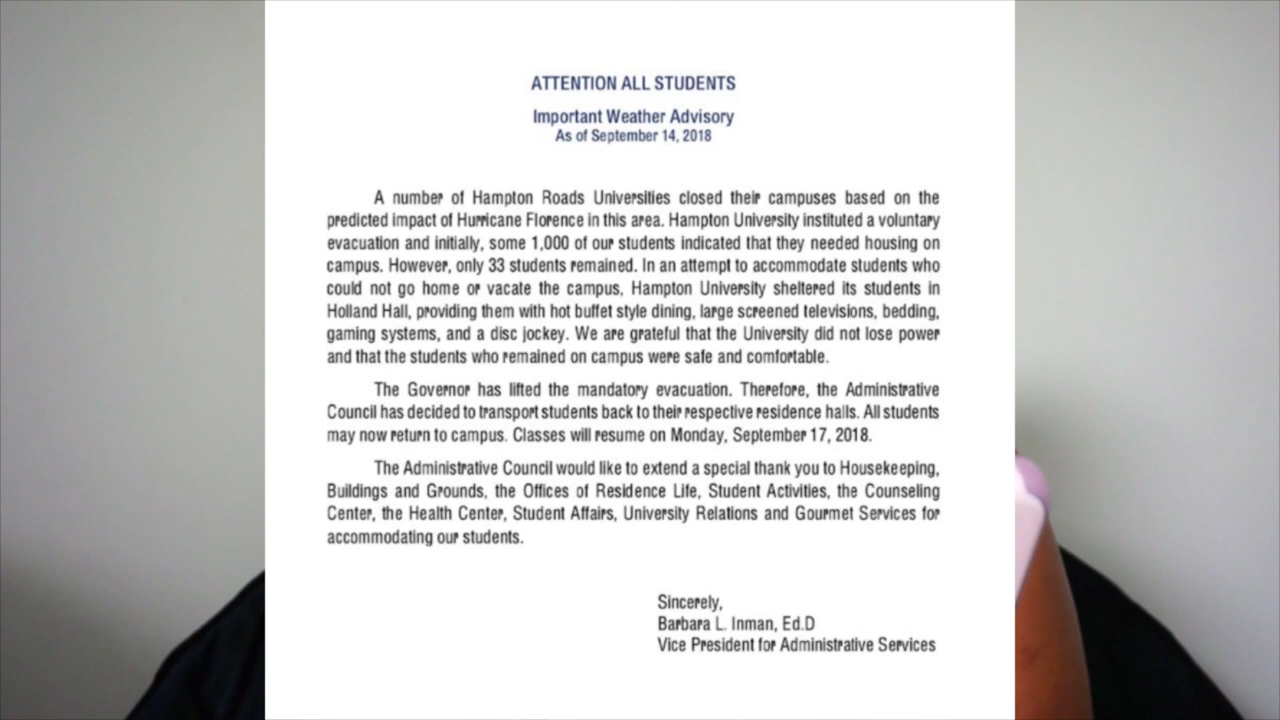 ATTENTION ALL STUDENTS
Important Weather Advisory
As of September 14, 2018
A number of Hampton Roads Universities closed their campuses based on the
predicted impact of Hurricane Florence in this area. Hampton University instituted a voluntary
evacuation and initially, some 1,000 of our students indicated that they needed housing on
campus. However, only 33 students remained. In an attempt to accommodate students who
could not go home or vacate the campus, Hampton University sheltered its students in
Holland Hall, providing them with hot buffet style dining, large screened televisions, bedding,
gaming systems, and a disc jockey. We are grateful that the University did not lose power
and that the students who remained on campus were safe and comfortable.
The Governor has lifted the mandatory evacuation. Therefore, the Administrative
Council has decided to transport students back to their respective residence halls. All students
may now return to campus. Classes will resume on Monday, September 17, 2018.
The Administrative Council would like to extend a special thank you to Housekeeping,
Buildings and Grounds, the Offices of Residence Life, Student Activities, the Counseling
Center, the Health Center, Student Affairs, University Relations and Gourmet Services for
accommodating our students.
Sincerely,
Barbara L. Inman, Ed.D
Vice President for Administrative Services